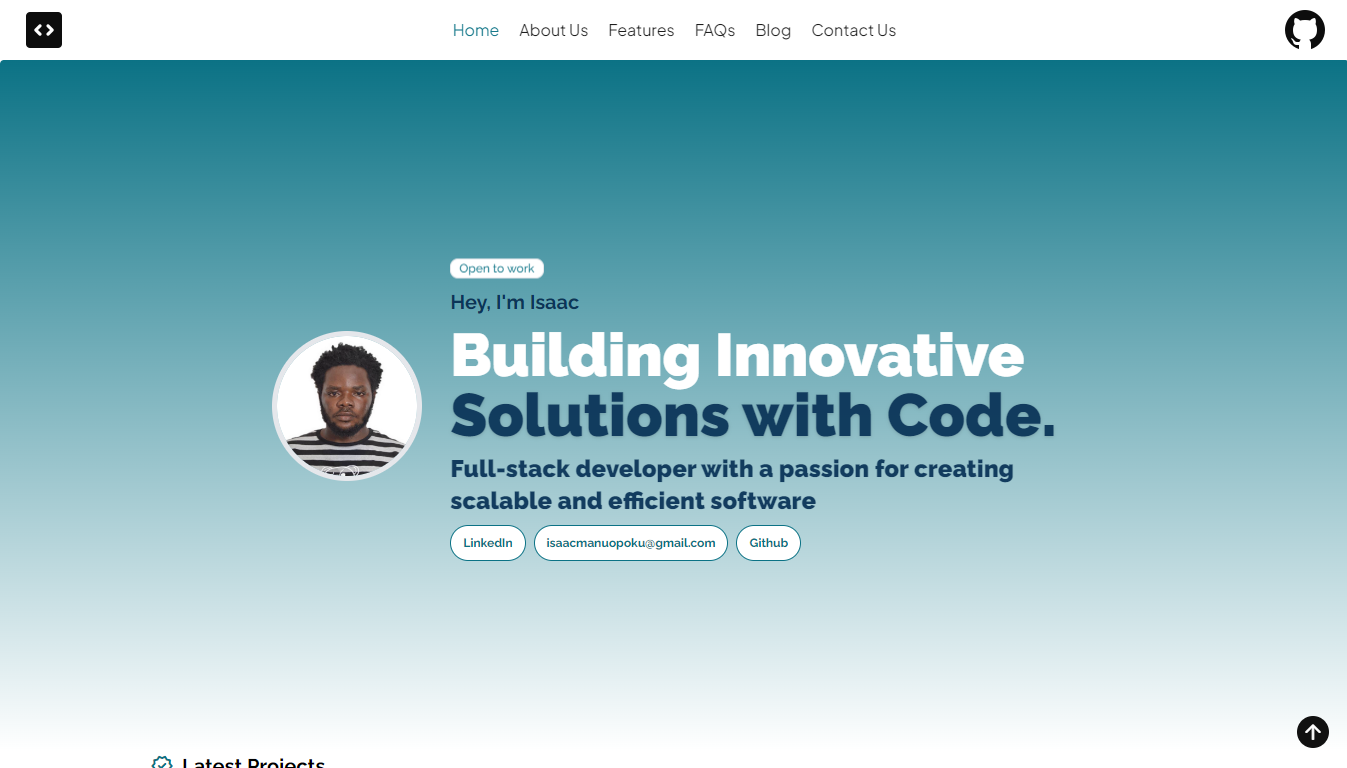 Home About Us Features FAQs Blog Contact Us
Open to work
Hey, I'm Isaac
Building Innovative
Solutions with Code.
Full-stack developer with a passion for creating
scalable and efficient software
LinkedIn isaacmanuopoku@gmail.com Github
Latest Projects